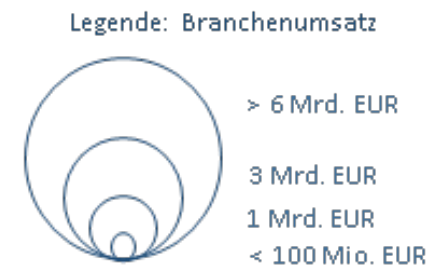 Legende: Branchenumsatz
> 6 Mrd. EUR
3 Mrd. EUR
1 Mrd. EUR
< 100 Mio. EUR